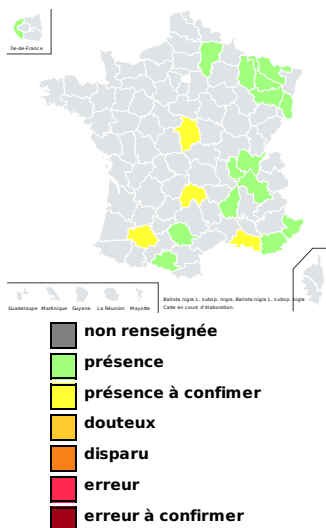 Île-de-France
Guadeloupe Martinique Guyane La Réunion Mayotte
Ballota nigra L. subsp. nigra, Ballota nigra L. subsp. nigra
Carte en cours d'élaboration.
non renseignée
présence
présence à confimer
douteux
disparu
erreur
erreur à confirmer